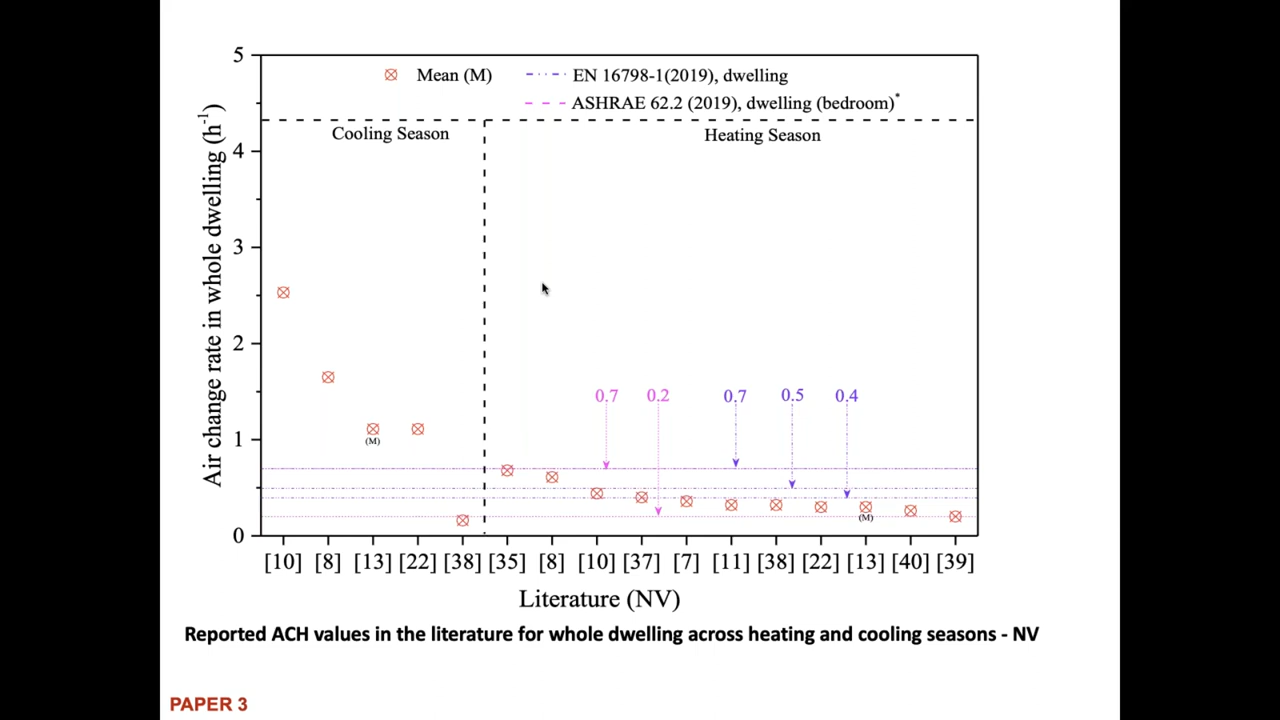 5
Mean (M)
EN 16798-1(2019), dwelling
ASHRAE 62.2 (2019), dwelling (bedroom)*
Cooling Season
Heating Season
4
3
2
1
0
Air change rate in whole dwelling (h-1)
0.7 0.2 0.7 0.5 0.4
(M)
(M)
[10] [8] [13] [22] [38] [35] [8] [10] [37] [7] [11] [38] [22] [13] [40] [39]
Literature (NV)
Reported ACH values in the literature for whole dwelling across heating and cooling seasons - NV
PAPER 3